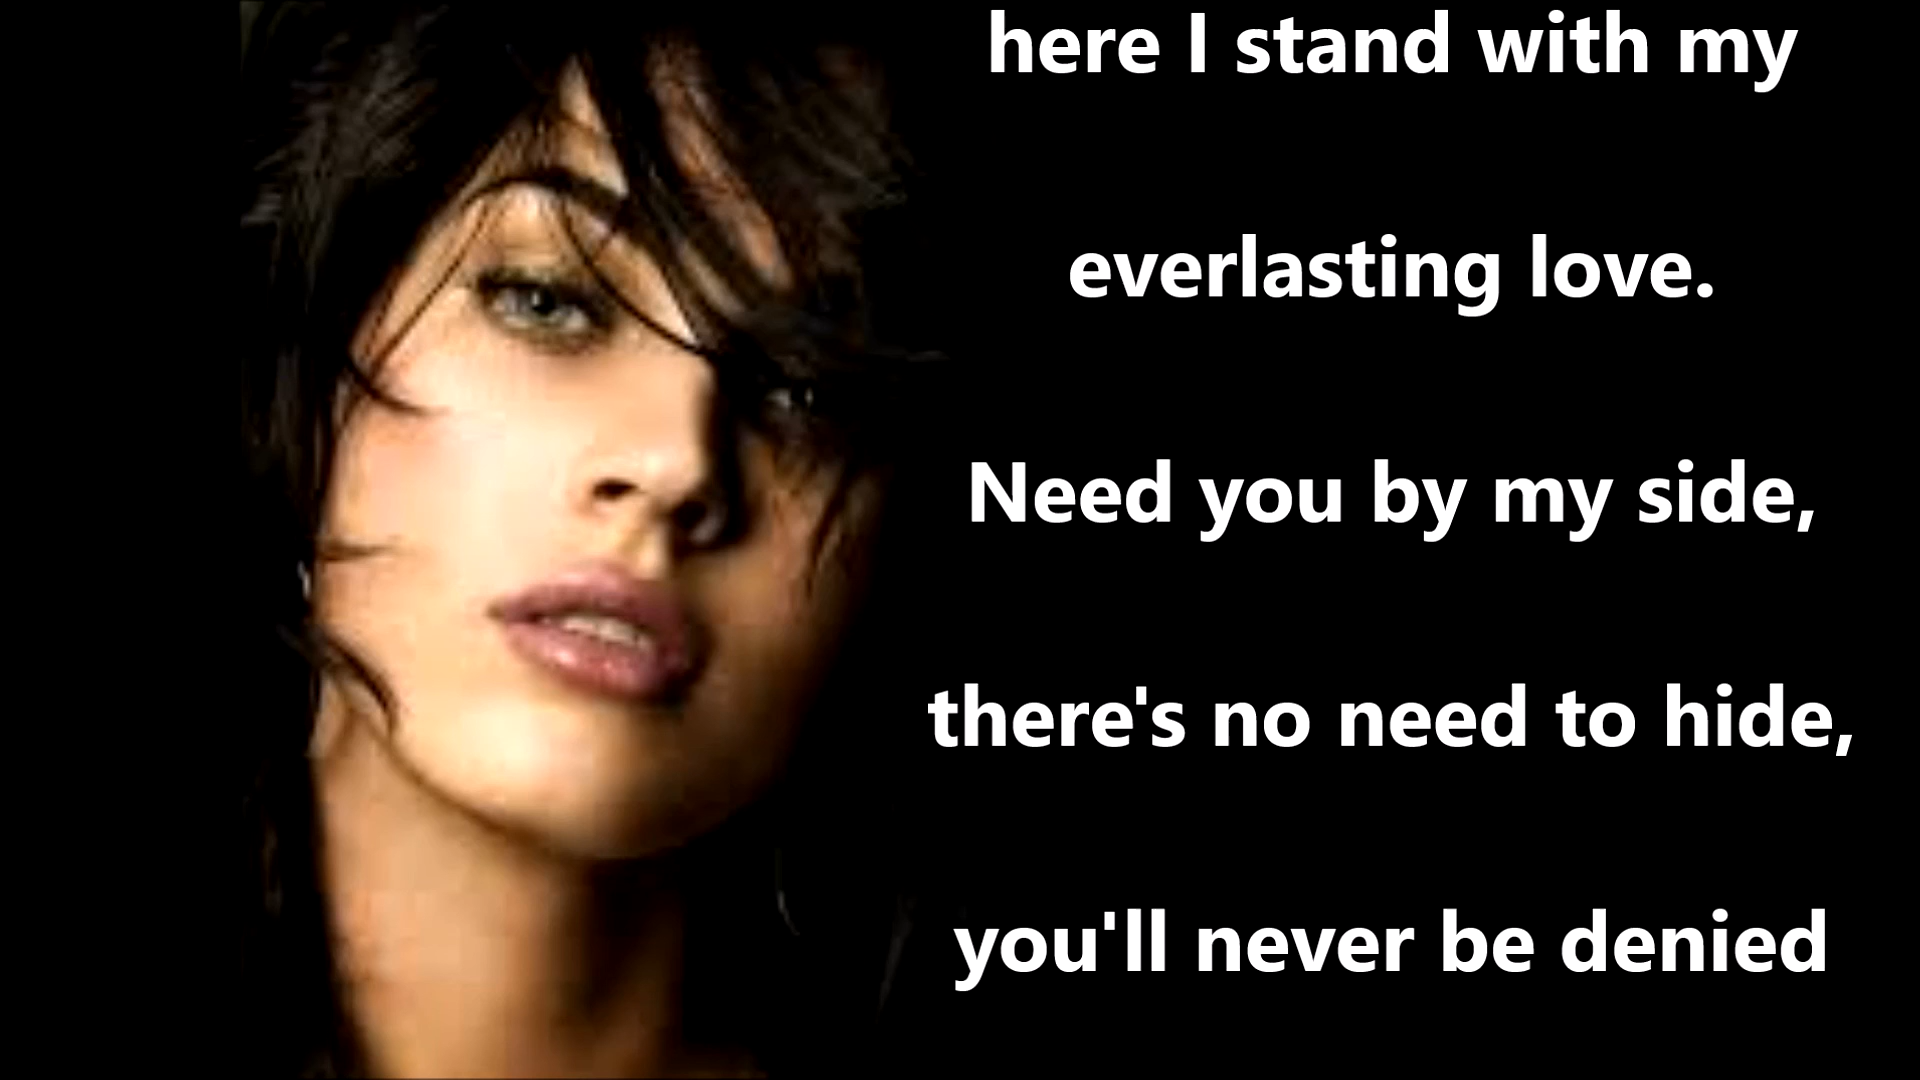 here I stand with my
everlasting love.
Need you by my side,
there's no need to hide,
you'll never be denied